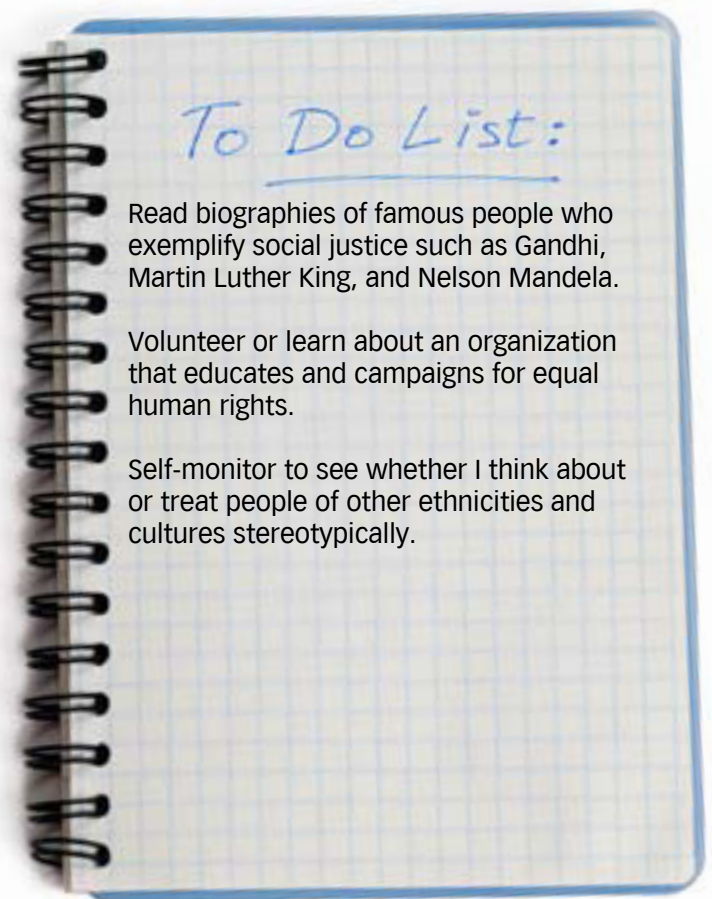 To Do List:
Read biographies of famous people who
exemplify social justice such as Gandhi,
Martin Luther King, and Nelson Mandela.
Volunteer or learn about an organization
that educates and campaigns for equal
human rights.
Self-monitor to see whether I think about
or treat people of other ethnicities and
cultures stereotypically.